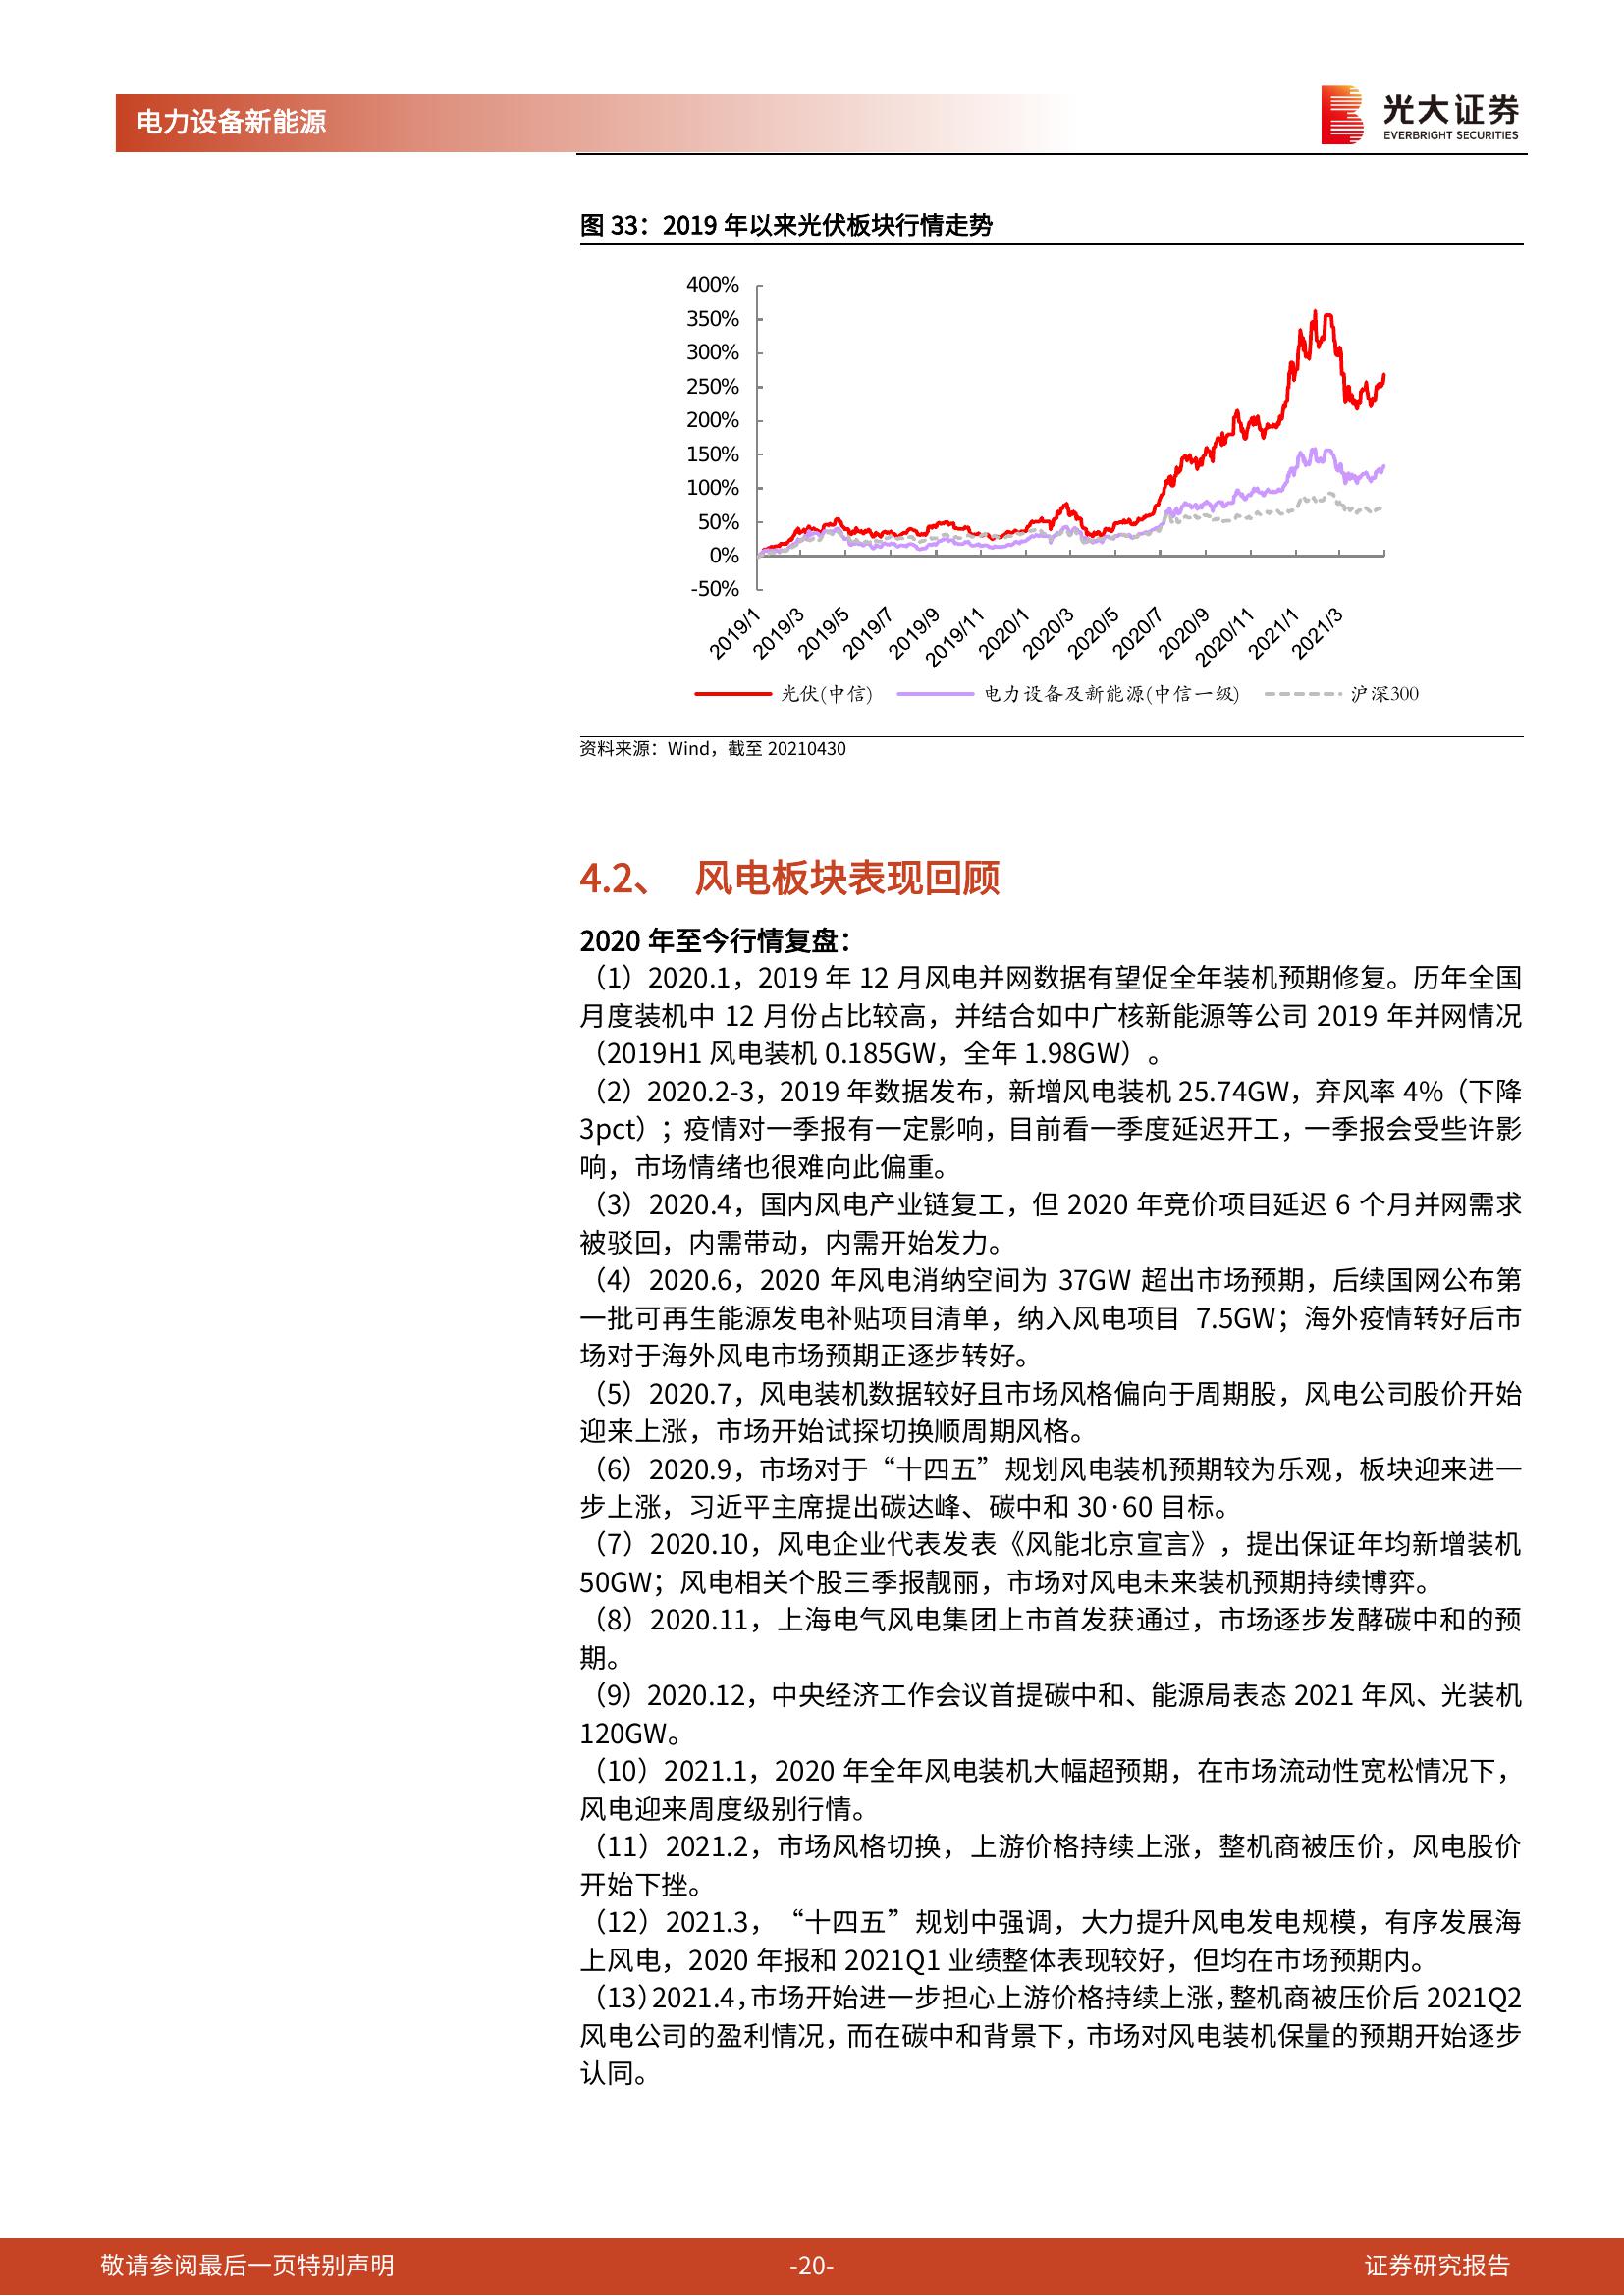 电力设备新能源
光大证券
EVERBRIGHT SECURITIES
图 33：2019 年以来光伏板块行情走势
400%
350%
300%
250%
200%
150%
100%
50%
0%
-50%
2019/1
2019/3
2019/5
2019/7
2019/9
2019/11
2020/1
2020/3
2020/5
2020/7
2020/9
2020/11
2021/1
2021/3
光伏(中信)
电力设备及新能源(中信一级)
沪深300
资料来源：Wind，截至 20210430
4.2、 风电板块表现回顾
2020 年至今行情复盘：
（1）2020.1，2019 年 12 月风电并网数据有望促全年装机预期修复。历年全国
月度装机中 12 月份占比较高，并结合如中广核新能源等公司 2019 年并网情况
（2019H1 风电装机 0.185GW，全年 1.98GW）。
（2）2020.2-3，2019 年数据发布，新增风电装机 25.74GW，弃风率 4%（下降
3pct）；疫情对一季报有一定影响，目前看一季度延迟开工，一季报会受些许影
响，市场情绪也很难向此偏重。
（3）2020.4，国内风电产业链复工，但 2020 年竞价项目延迟 6 个月并网需求
被驳回，内需带动，内需开始发力。
（4）2020.6，2020 年风电消纳空间为 37GW 超出市场预期，后续国网公布第
一批可再生能源发电补贴项目清单，纳入风电项目 7.5GW；海外疫情转好后市
场对于海外风电市场预期正逐步转好。
（5）2020.7，风电装机数据较好且市场风格偏向于周期股，风电公司股价开始
迎来上涨，市场开始试探切换顺周期风格。
（6）2020.9，市场对于“十四五”规划风电装机预期较为乐观，板块迎来进一
步上涨，习近平主席提出碳达峰、碳中和 30·60 目标。
（7）2020.10，风电企业代表发表《风能北京宣言》，提出保证年均新增装机
50GW；风电相关个股三季报靓丽，市场对风电未来装机预期持续博弈。
（8）2020.11，上海电气风电集团上市首发获通过，市场逐步发酵碳中和的预
期。
（9）2020.12，中央经济工作会议首提碳中和、能源局表态 2021 年风、光装机
120GW。
（10）2021.1，2020 年全年风电装机大幅超预期，在市场流动性宽松情况下，
风电迎来周度级别行情。
（11）2021.2，市场风格切换，上游价格持续上涨，整机商被压价，风电股价
开始下挫。
（12）2021.3，“十四五”规划中强调，大力提升风电发电规模，有序发展海
上风电，2020 年报和 2021Q1 业绩整体表现较好，但均在市场预期内。
（13）2021.4，市场开始进一步担心上游价格持续上涨，整机商被压价后 2021Q2
风电公司的盈利情况，而在碳中和背景下，市场对风电装机保量的预期开始逐步
认同。
敬请参阅最后一页特别声明
-20-
证券研究报告